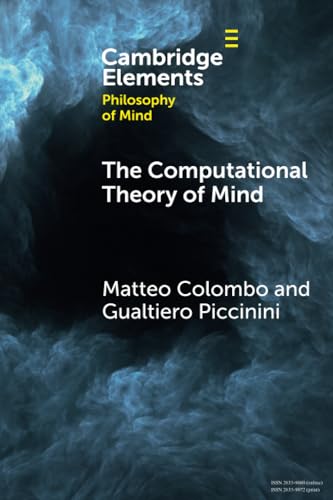 Cambridge
Elements
Philosophy
of Mind
The Computational
Theory of Mind
Matteo Colombo and
Gualtiero Piccinini